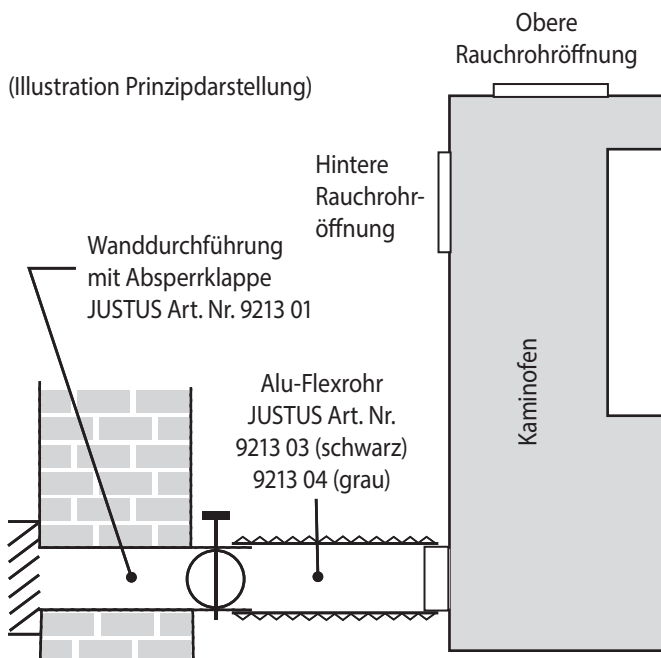 Obere
Rauchrohröffnung
(Illustration Prinzipdarstellung)
Hintere
Rauchrohr-
öffnung
Wanddurchführung
mit Absperrklappe
JUSTUS Art. Nr. 9213 01
Kaminofen
Alu-Flexrohr
JUSTUS Art. Nr.
9213 03 (schwarz)
9213 04 (grau)